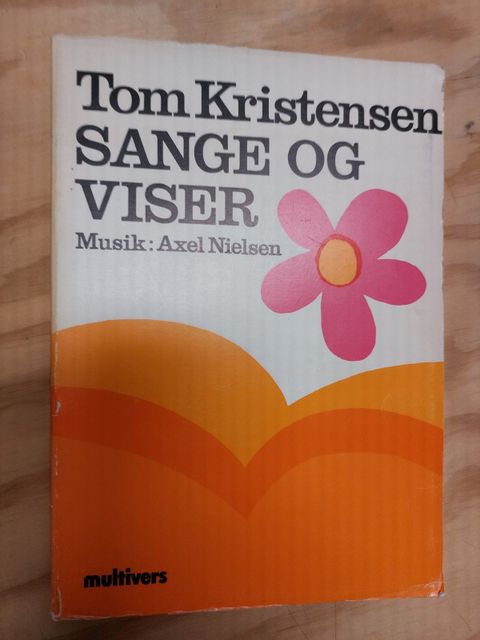 Tom Kristensen
SANGE OG
VISER
Musik: Axel Nielsen
multivers